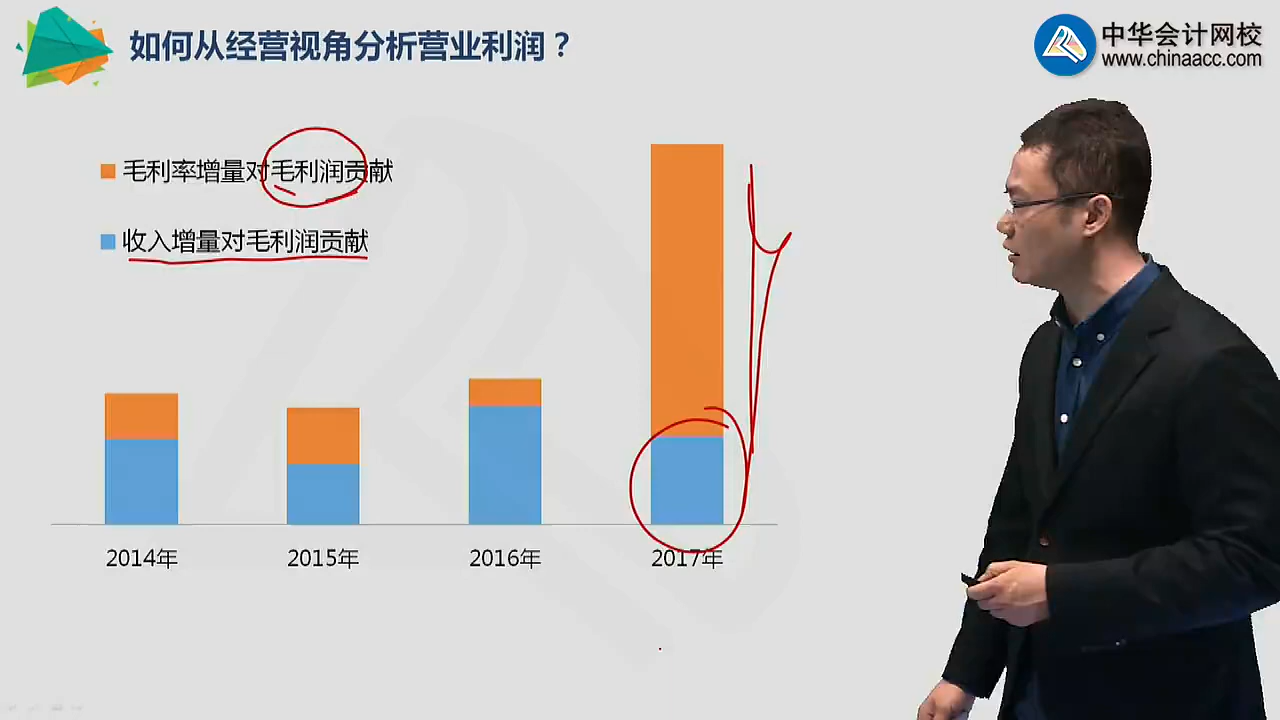 如何从经营视角分析营业利润？
中华会计网校
www.chinaacc.com
毛利率增量对毛利润贡献
收入增量对毛利润贡献
2014年
2015年
2016年
2017年